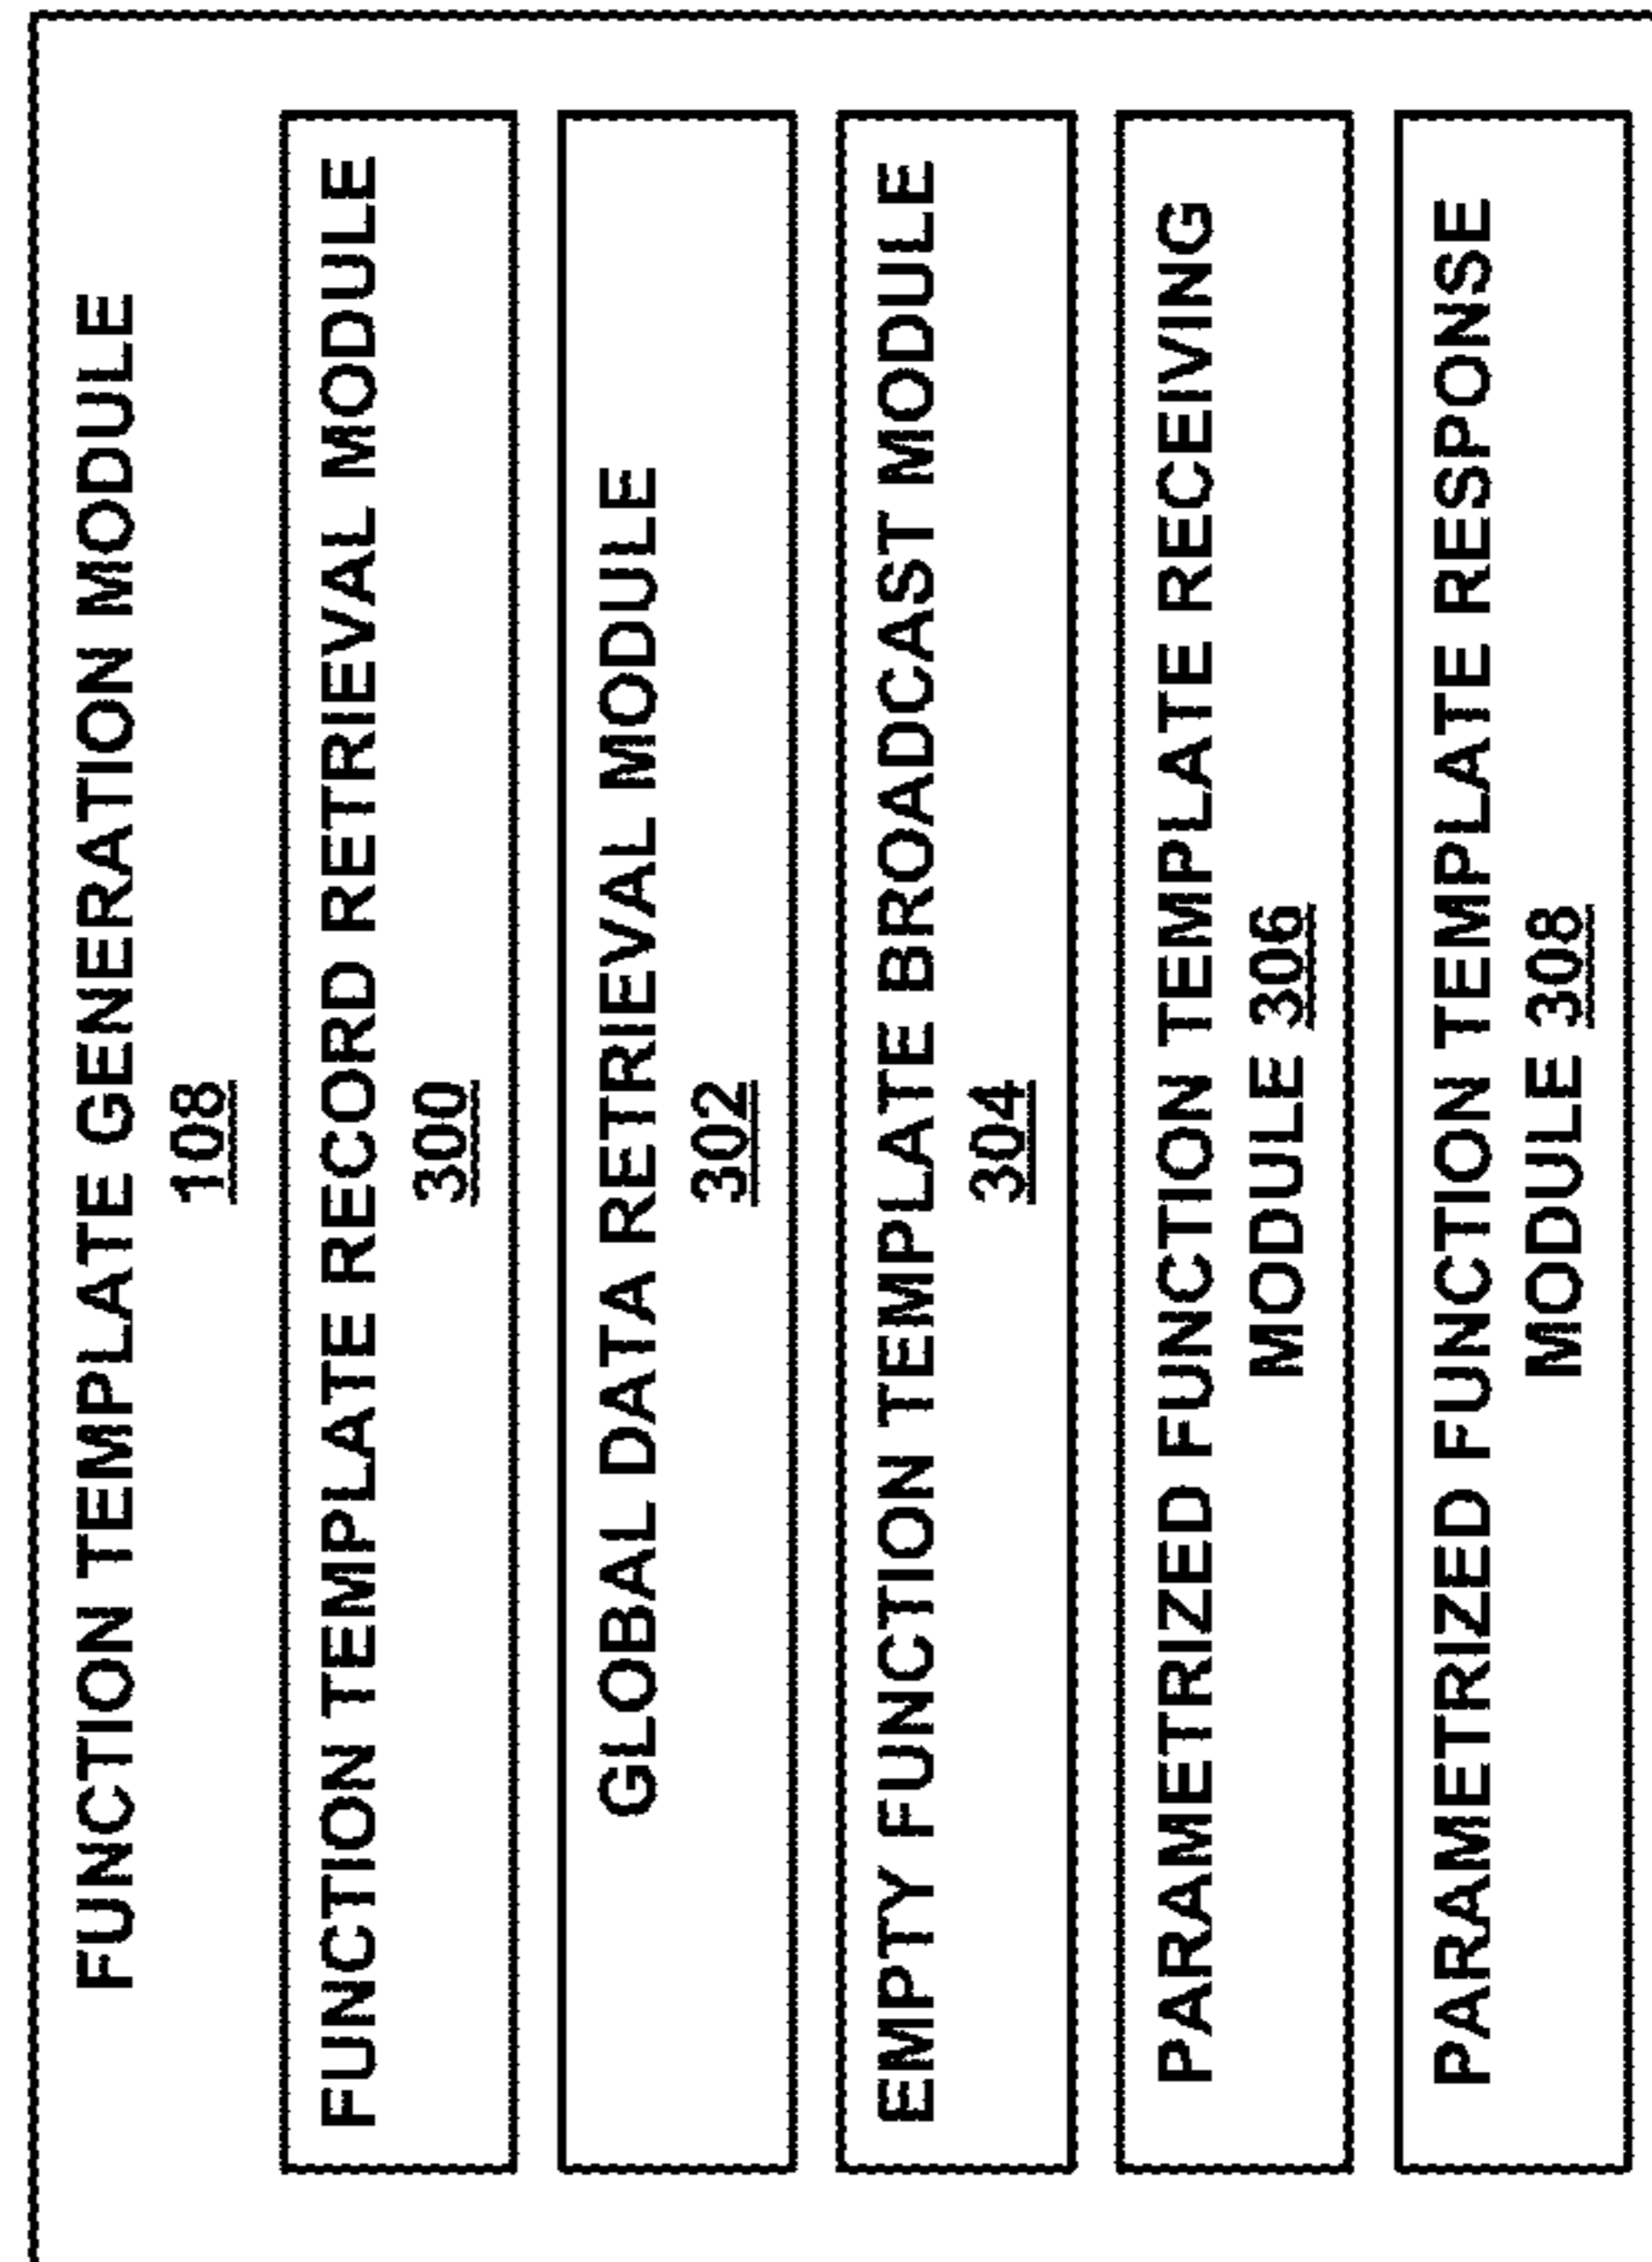 FUNCTION TEMPLATE GENERATION MODULE
108
FUNCTION TEMPLATE RECORD RETRIEVAL MODULE
300
GLOBAL DATA RETRIEVAL MODULE
302
EMPTY FUNCTION TEMPLATE BROADCAST MODULE
304
PARAMETRIZED FUNCTION TEMPLATE RECEIVING
MODULE 306
PARAMETRIZED FUNCTION TEMPLATE RESPONSE
MODULE 308